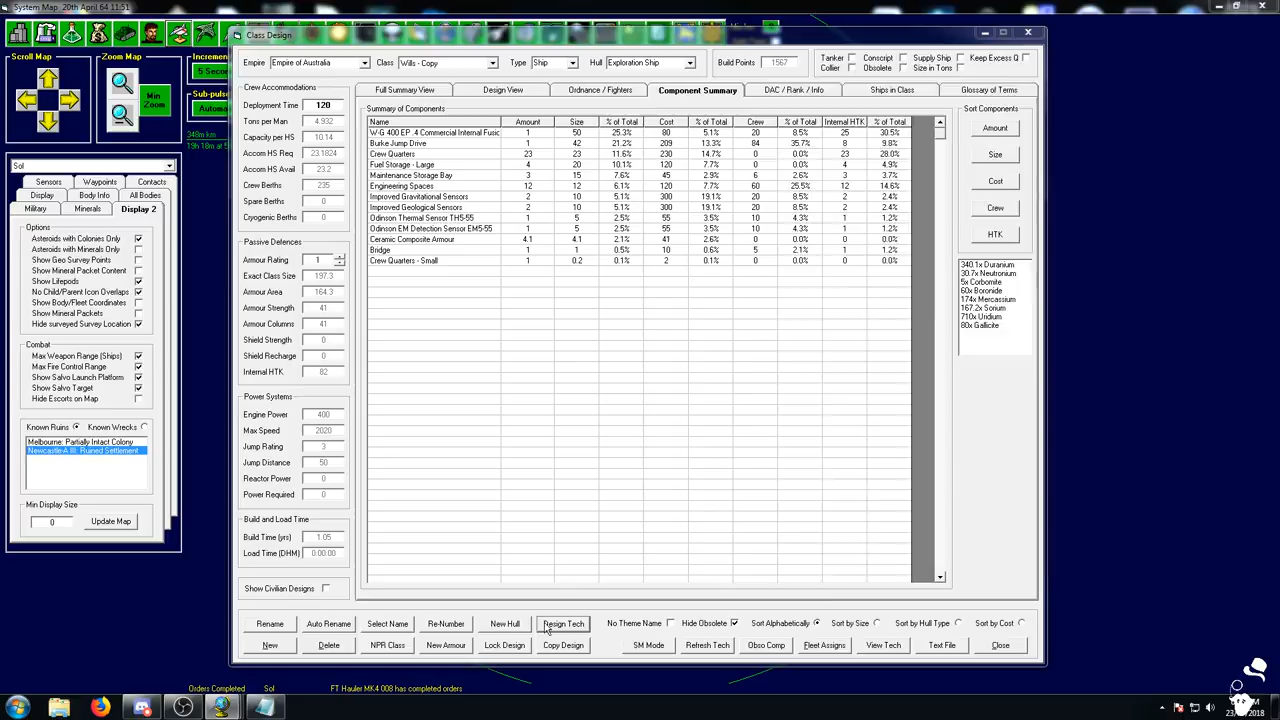 System Map  20th April 64 11:51
Scroll Map
Zoom Map
Min
Zoom
Increment
5 Secon
Sub-pulse
Automa
348m km
19h 18m at 5
Sol
Sensors Waypoints Contacts
Display Body Info All Bodies
Military Minerals Display 2
Options
Asteroids with Colonies Only
Asteroids with Minerals Only
Show Geo Survey Points
Show Mineral Packet Content
Show Lifepods
No Child/Parent Icon Overlaps
Show Body/Fleet Coordinates
Show Mineral Packets
Hide surveyed Survey Location
Combat
Max Weapon Range (Ships)
Max Fire Control Range
Show Salvo Launch Platform
Show Salvo Target
Hide Escorts on Map
Known Ruins Known Wrecks
Melbourne: Partially Intact Colony
Newcastle-A III: Ruined Settlement
Min Display Size
0 Update Map
Class Design
Empire Empire of Australia Class Wills - Copy Type Ship Hull Exploration Ship Build Points 1567
Tanker Conscript Supply Ship Keep Excess Q
Collier Obsolete Size in Tons
Crew Accommodations
Deployment Time 120
Tons per Man 4.932
Capacity per HS 10.14
Accom HS Req 23.1824
Accom HS Avail 23.2
Crew Berths 235
Spare Berths 0
Cryogenic Berths 0
Passive Defences
Armour Rating 1
Exact Class Size 197.3
Armour Area 164.3
Armour Strength 41
Armour Columns 41
Shield Strength 0
Shield Recharge 0
Internal HTK 82
Power Systems
Engine Power 400
Max Speed 2020
Jump Rating 3
Jump Distance 50
Reactor Power 0
Power Required 0
Build and Load Time
Build Time (yrs) 1.05
Load Time (DHM) 0:00:00
Show Civilian Designs
Full Summary View Design View Ordnance / Fighters Component Summary DAC / Rank / Info Ships in Class Glossary of Terms
Summary of Components
Name Amount Size % of Total Cost % of Total Crew % of Total Internal HTK % of Total
W-G 400 EP .4 Commercial Internal Fusic 1 50 25.3% 80 5.1% 20 8.5% 25
Burke Jump Drive 1 42 21.2% 209 13.3% 84 35.7% 8 9.8%
Crew Quarters 23 23 11.6% 230 14.7% 0 0.0% 23 28.0%
Fuel Storage - Large 4 20 10.1% 120 7.7% 0 0.0% 4 4.9%
Maintenance Storage Bay 3 15 7.6% 45 2.9% 6 2.6% 3 3.7%
Engineering Spaces 12 12 6.1% 120 7.7% 60 25.5% 12 14.6%
Improved Gravitational Sensors 2 10 5.1% 300 19.1% 20 8.5% 2 2.4%
Improved Geological Sensors 2 10 5.1% 300 19.1% 20 8.5% 2 2.4%
Odinson Thermal Sensor TH5-55 1 5 2.5% 55 3.5% 10 4.3% 1 1.2%
Odinson EM Detection Sensor EM5-55 1 5 2.5% 55 3.5% 10 4.3% 1 1.2%
Ceramic Composite Armour 4.1 4.1 2.1% 41 2.6% 0 0.0% 0 0.0%
Bridge 1 1 0.5% 10 0.6% 5 2.1% 1 1.2%
Crew Quarters - Small 1 0.2 0.1% 2 0.1% 0 0.0% 0 0.0%
Sort Components
Amount
Size
Cost
Crew
HTK
340.1x Duranium
30.7x Neutronium
5x Corbomite
60x Boronide
174x Mercassium
167.2x Sorium
710x Uridium
80x Gallicite
Rename Auto Rename Select Name Re-Number New Hull Design Tech No Theme Name Hide Obsolete Sort Alphabetically Sort by Size Sort by Hull Type Sort by Cost
New Delete NPR Class New Armour Lock Design Copy Design SM Mode Refresh Tech Obso Comp Fleet Assigns View Tech Text File Close
Orders Completed Sol FT Hauler MK4 008 has completed orders